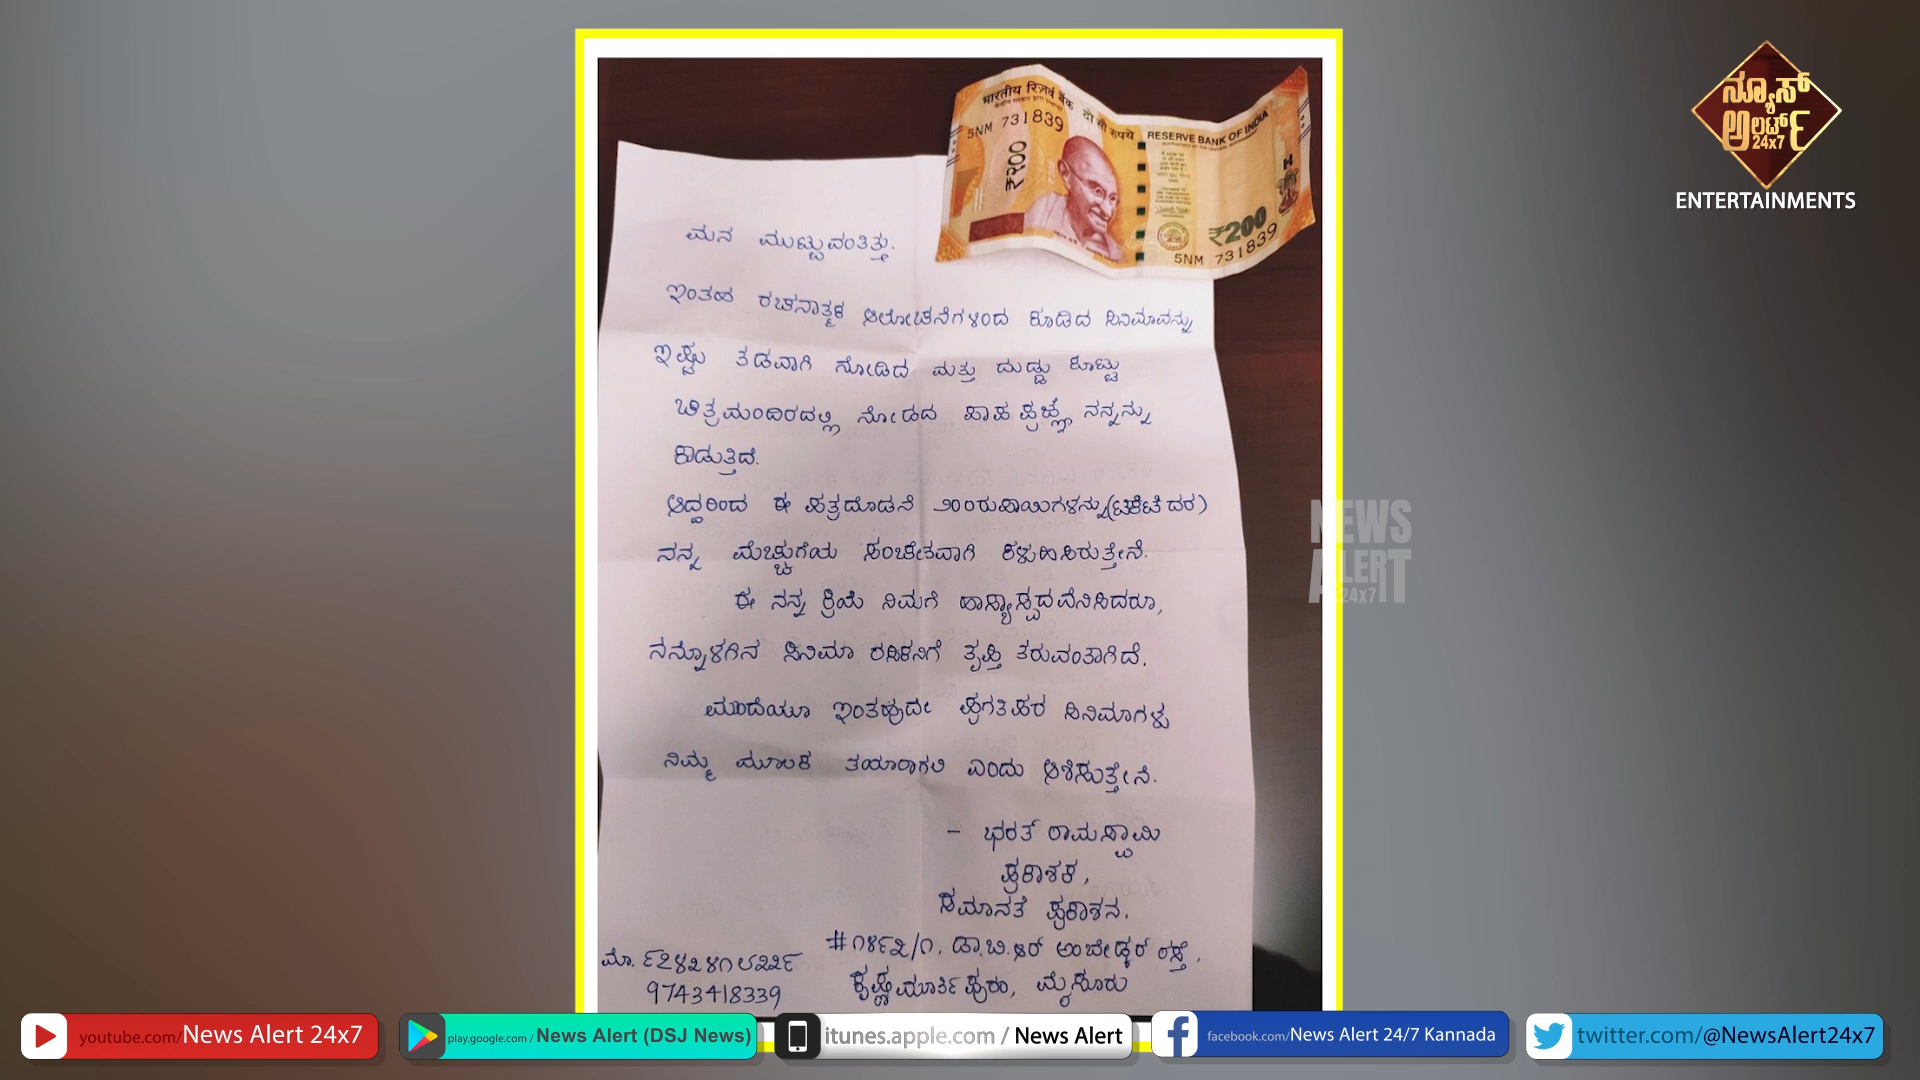 भारतीय रिज़र्व बैंक
दो सौ रुपये
RESERVE BANK OF INDIA
5NM 731839
₹२००
₹200
5NM 731839
ನ್ಯೂಸ್
ಅಲರ್ಟ್
24x7
ENTERTAINMENTS
ಮನ ಮುಟ್ಟುವಂತಿತ್ತು.
ಇಂತಹ ರಚನಾತ್ಮಕ ಆಲೋಚನೆಗಳಿಂದ ಕೂಡಿದ ಸಿನಿಮಾವನ್ನು
ಇಷ್ಟು ತಡವಾಗಿ ನೋಡಿದ ಮತ್ತು ದುಡ್ಡು ಕೊಟ್ಟು
ಚಿತ್ರಮಂದಿರದಲ್ಲಿ ನೋಡದ ಪಾಪ ಪ್ರಜ್ಞೆ ನನ್ನನ್ನು
ಕಾಡುತ್ತಿದೆ.
ಆದ್ದರಿಂದ ಈ ಪತ್ರದೊಡನೆ ೨೦೦ರುಪಾಯಿಗಳನ್ನು(ಟಿಕೆಟಿ ದರ)
ನನ್ನ ಮೆಚ್ಚುಗೆಯ ಸಂಕೇತವಾಗಿ ಕಳುಹಿಸಿರುತ್ತೇನೆ.
ಈ ನನ್ನ ಕ್ರಿಯೆ ನಿಮಗೆ ಹಾಸ್ಯಾಸ್ಪದವೆನಿಸಿದರೂ,
ನನ್ನೊಳಗಿನ ಸಿನಿಮಾ ರಸಿಕನಿಗೆ ತೃಪ್ತಿ ತರುವಂತಾಗಿದೆ.
ಮುಂದೆಯೂ ಇಂತಹುದೇ ಪ್ರಗತಿಪರ ಸಿನಿಮಾಗಳು
ನಿಮ್ಮ ಮೂಲಕ ತಯಾರಾಗಲಿ ಎಂದು ಆಶಿಸುತ್ತೇನೆ.
- ಭರತ್ ರಾಮಸ್ವಾಮಿ
ಪ್ರಕಾಶಕ,
ಸಮಾನತೆ ಪ್ರಕಾಶನ.
#೧೪೯೩/೧, ಡಾ.ಬಿ.ಆರ್ ಅಂಬೇಡ್ಕರ್ ರಸ್ತೆ,
ಕೃಷ್ಣಮೂರ್ತಿಪುರಂ, ಮೈಸೂರು
ಮೊ.
9743418339
NEWS
ALERT
24x7
youtube.com/News Alert 24x7
play.google.com / News Alert (DSJ News)
itunes.apple.com / News Alert
facebook.com/News Alert 24/7 Kannada
twitter.com/@NewsAlert24x7